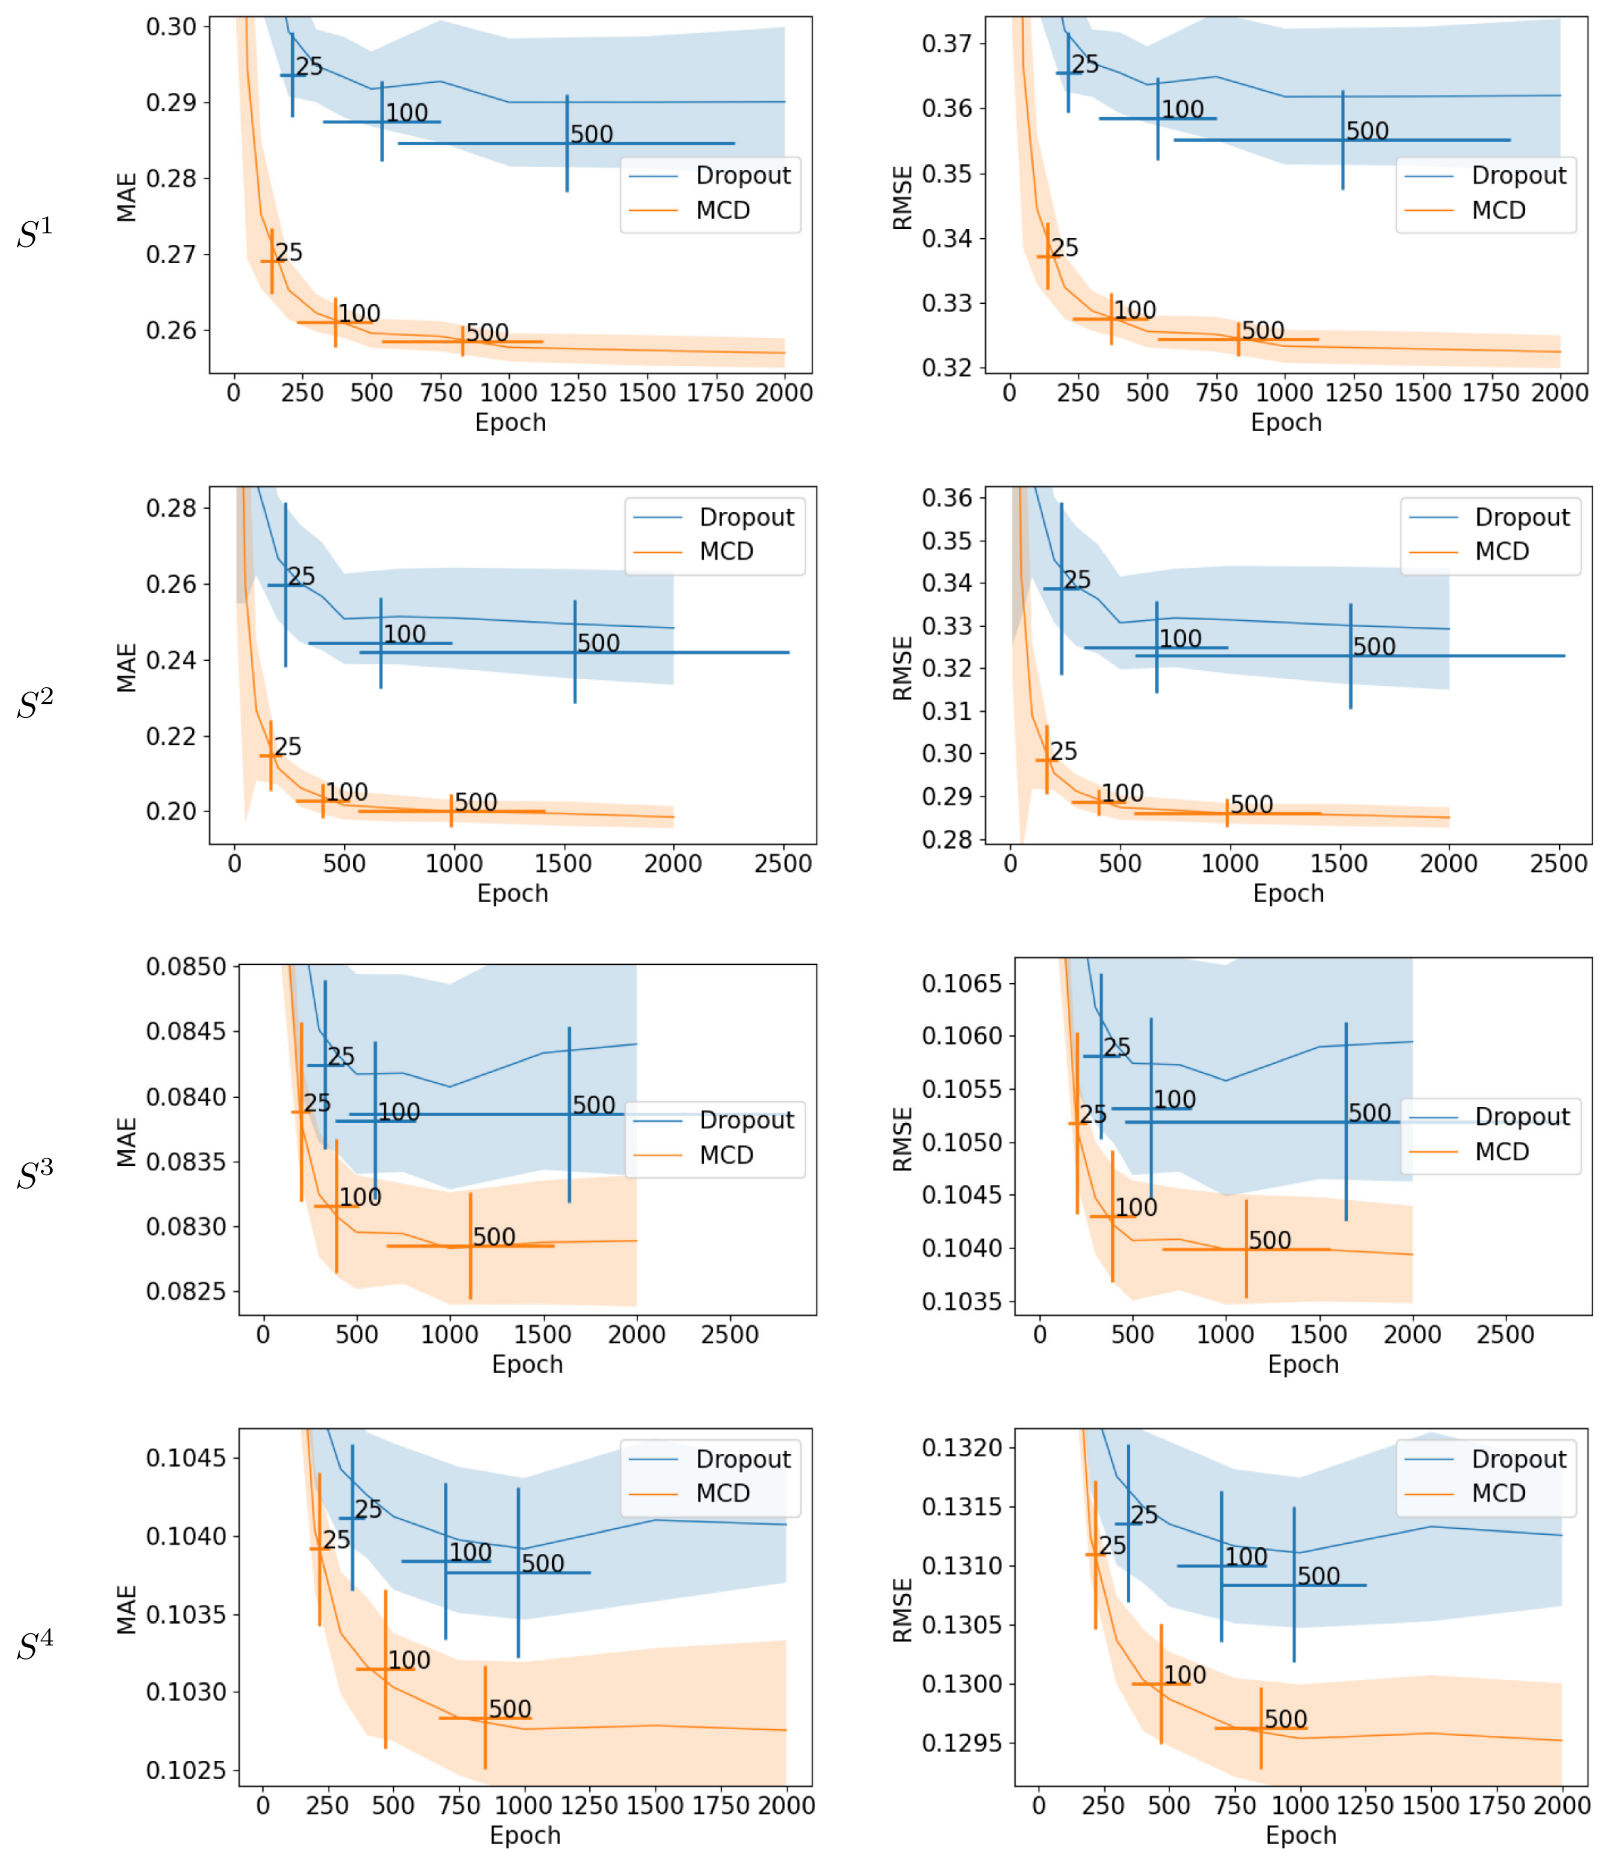 S¹
0.30
0.29
0.28
0.27
0.26
MAE
25
100
500
25
100
500
Dropout
MCD
0 250 500 750 1000 1250 1500 1750 2000
Epoch
0.37
0.36
0.35
0.34
0.33
0.32
RMSE
25
100
500
25
100
500
Dropout
MCD
0 250 500 750 1000 1250 1500 1750 2000
Epoch
S²
0.28
0.26
0.24
0.22
0.20
MAE
25
100
500
25
100
500
Dropout
MCD
0 500 1000 1500 2000 2500
Epoch
0.36
0.35
0.34
0.33
0.32
0.31
0.30
0.29
0.28
RMSE
25
100
500
25
100
500
Dropout
MCD
0 500 1000 1500 2000 2500
Epoch
S³
0.0850
0.0845
0.0840
0.0835
0.0830
0.0825
MAE
25
100
500
25
100
500
Dropout
MCD
0 500 1000 1500 2000 2500
Epoch
0.1065
0.1060
0.1055
0.1050
0.1045
0.1040
0.1035
RMSE
25
100
500
25
100
500
Dropout
MCD
0 500 1000 1500 2000 2500
Epoch
S⁴
0.1045
0.1040
0.1035
0.1030
0.1025
MAE
25
100
500
25
100
500
Dropout
MCD
0 250 500 750 1000 1250 1500 1750 2000
Epoch
0.1320
0.1315
0.1310
0.1305
0.1300
0.1295
RMSE
25
100
500
25
100
500
Dropout
MCD
0 250 500 750 1000 1250 1500 1750 2000
Epoch